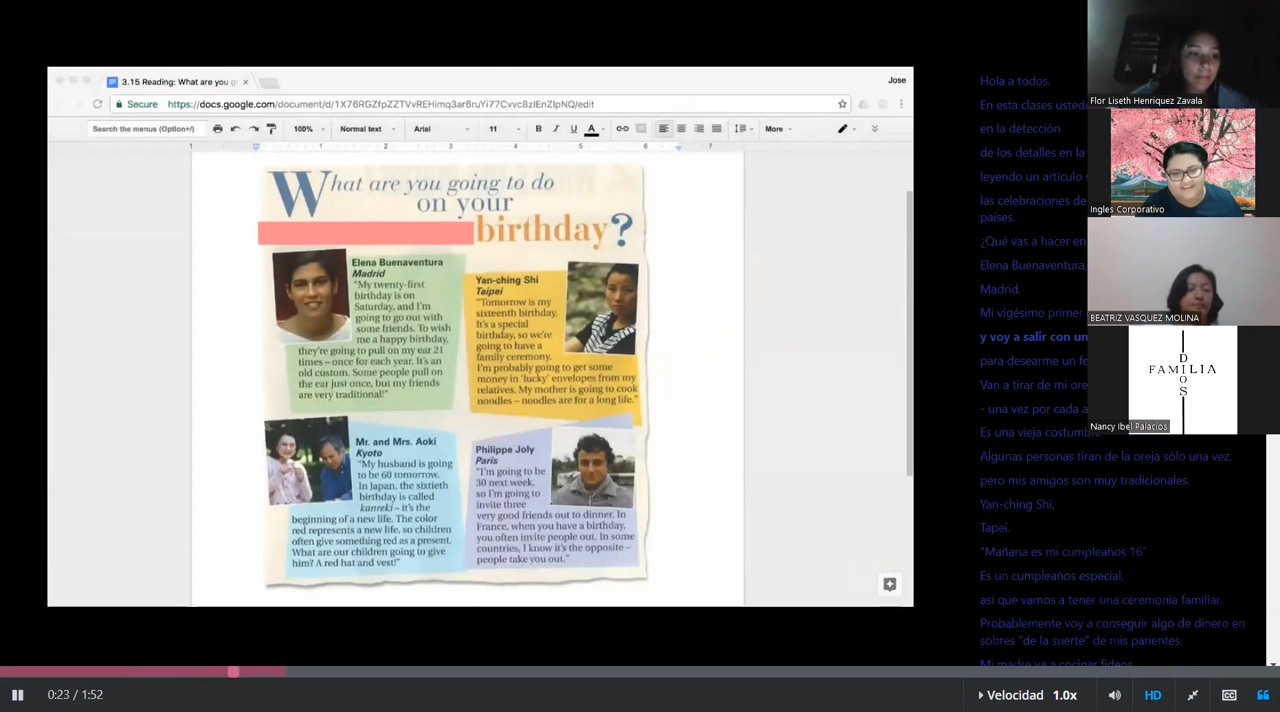 3.15 Reading: What are you g
Jose
Secure https://docs.google.com/document/d/1X76RGZfpZZTVvREHimq3ar6ruYi77Cvvc8zIEnZIpNQ/edit
Search the menus (Option+/)
100%
Normal text
Arial
11
B I U A
More
1 1 2 3 4 5 6 7
What are you going to do
on your
birthday?
Elena Buenaventura
Madrid
"My twenty-first
birthday is on
Saturday, and I'm
going to go out with
some friends. To wish
me a happy birthday,
they're going to pull on my ear 21
times – once for each year. It's an
old custom. Some people pull on
the ear just once, but my friends
are very traditional!"
Yan-ching Shi
Taipei
"Tomorrow is my
sixteenth birthday.
It's a special
birthday, so we're
going to have a
family ceremony.
I'm probably going to get some
money in 'lucky' envelopes from my
relatives. My mother is going to cook
noodles – noodles are for a long life."
Mr. and Mrs. Aoki
Kyoto
"My husband is going
to be 60 tomorrow.
In Japan, the sixtieth
birthday is called
kanreki – it's the
beginning of a new life. The color
red represents a new life, so children
often give something red as a present.
What are our children going to give
him? A red hat and vest!"
Philippe Joly
Paris
"I'm going to be
30 next week,
so I'm going to
invite three
very good friends out to dinner. In
France, when you have a birthday,
you often invite people out. In some
countries, I know it's the opposite –
people take you out."
Hola a todos.
En esta clases usted
en la detección
de los detalles en la
leyendo un artículo
las celebraciones de
países.
¿Qué vas a hacer en
Elena Buenaventura,
Madrid.
Mi vigésimo primer
y voy a salir con un
para desearme un fe
Van a tirar de mi ore
- una vez por cada a
Es una vieja costumbre
Algunas personas tiran de la oreja sólo una vez,
pero mis amigos son muy tradicionales.
Yan-ching Shi,
Tapei.
"Mañana es mi cumpleaños 16"
Es un cumpleaños especial,
así que vamos a tener una ceremonia familiar.
Probablemente voy a conseguir algo de dinero en
sobres "de la suerte" de mis parientes.
Mi madre va a cocinar fideos
Flor Liseth Henriquez Zavala
Ingles Corporativo
BEATRIZ VASQUEZ MOLINA
FAMILIA
DIOS
Nancy Ibel Palacios
0:23 / 1:52
Velocidad 1.0x
HD
CC